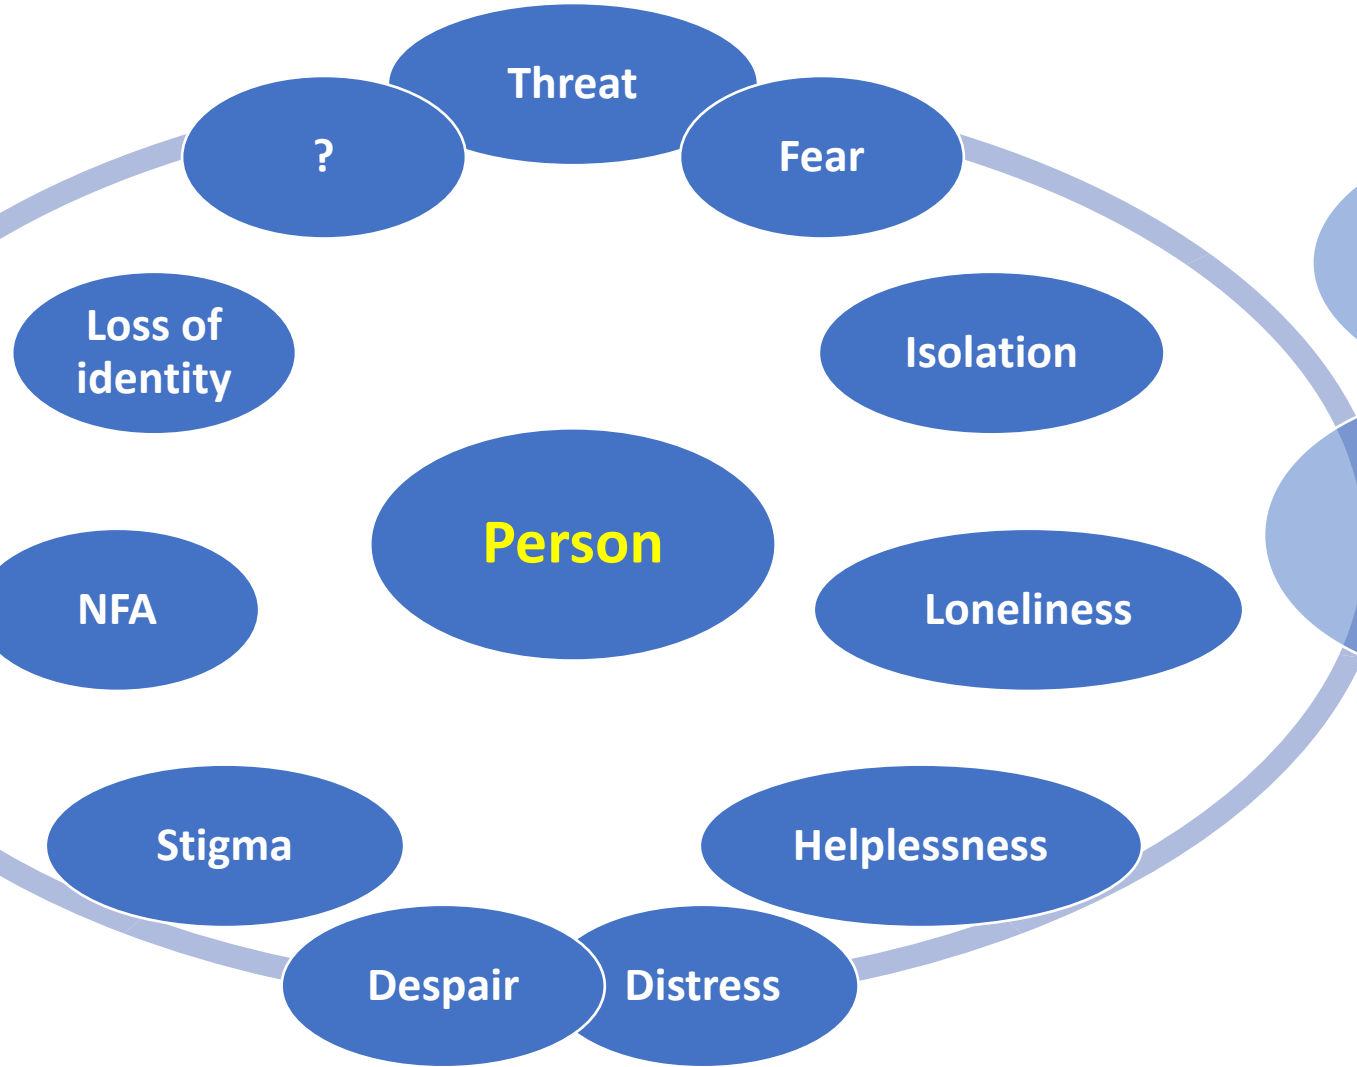 Threat
?
Fear
Loss of
identity
Isolation
Person
NFA
Loneliness
Stigma
Helplessness
Despair
Distress